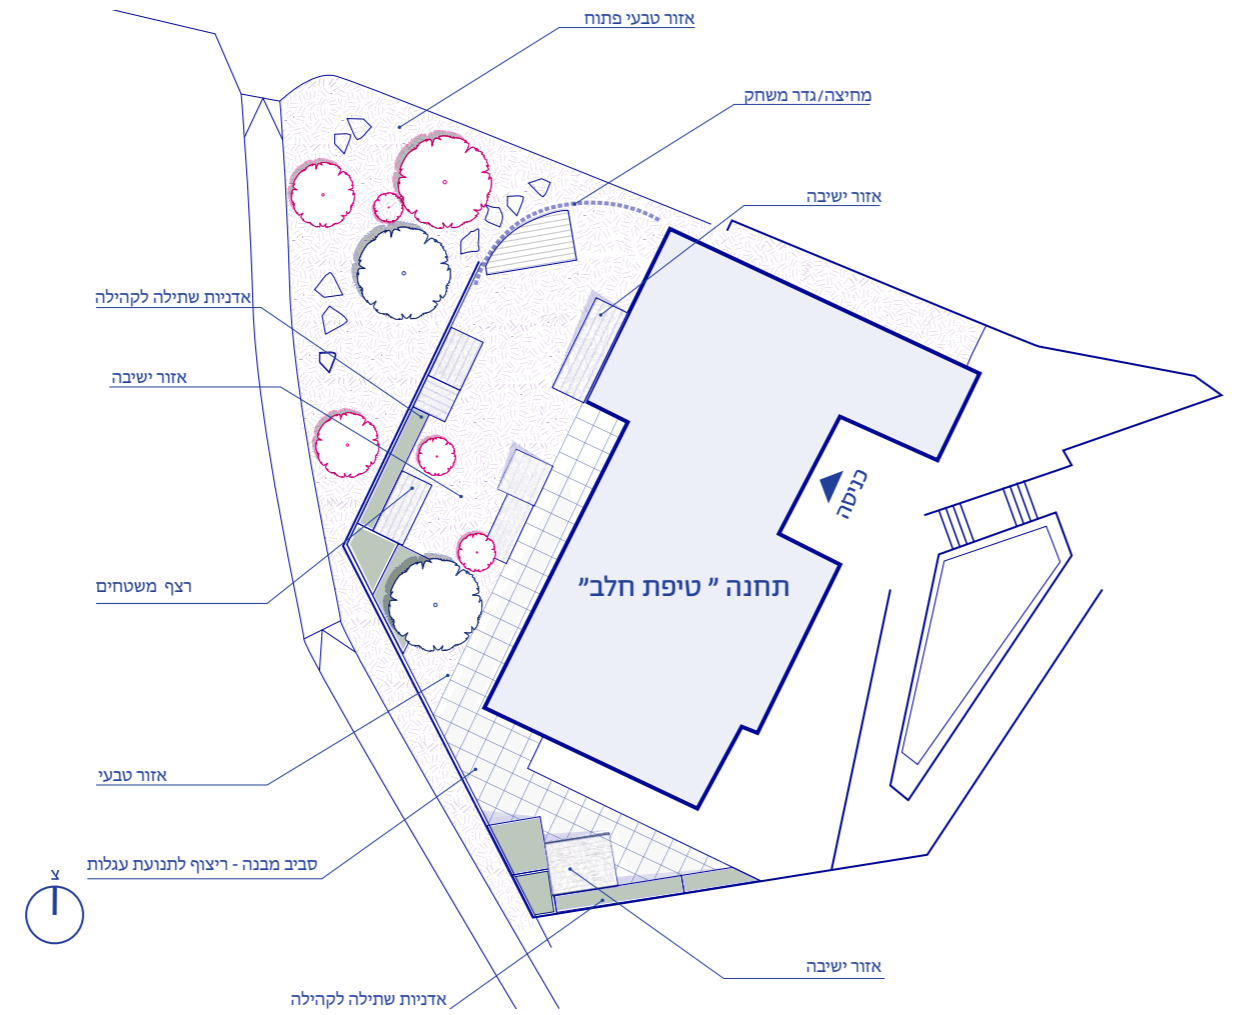 אזור טבעי פתוח
מחיצה/גדר משחק
אזור ישיבה
אדניות שתילה לקהילה
אזור ישיבה
כניסה
תחנה " טיפת חלב"
רצף משטחים
אזור טבעי
סביב מבנה - ריצוף לתנועת עגלות
צ
אזור ישיבה
אדניות שתילה לקהילה